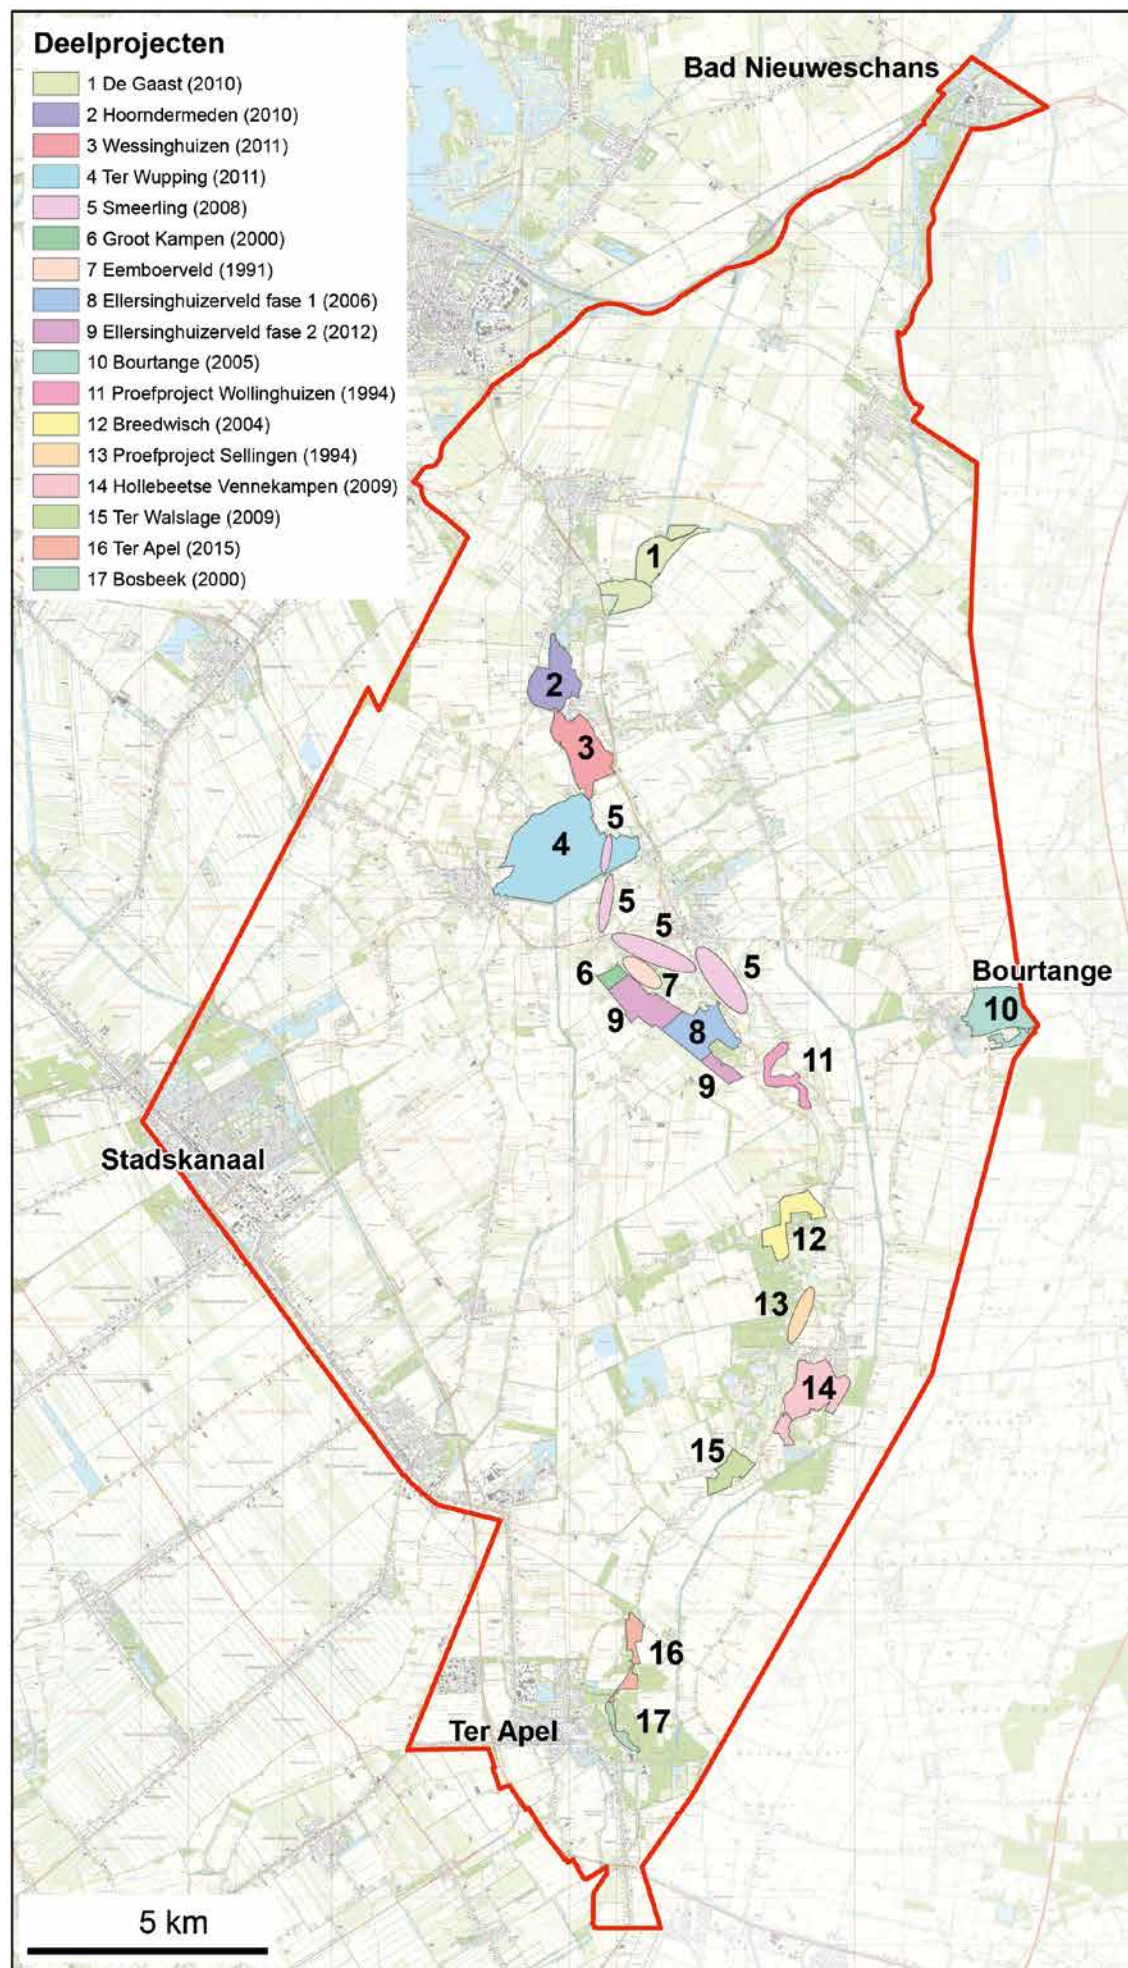 Deelprojecten
1 De Gaast (2010)
2 Hoorndermeden (2010)
3 Wessinghuizen (2011)
4 Ter Wupping (2011)
5 Smeerling (2008)
6 Groot Kampen (2000)
7 Eemboerveld (1991)
8 Ellersinghuizerveld fase 1 (2006)
9 Ellersinghuizerveld fase 2 (2012)
10 Bourtange (2005)
11 Proefproject Wollinghuizen (1994)
12 Breedwisch (2004)
13 Proefproject Sellingen (1994)
14 Hollebeetse Vennekampen (2009)
15 Ter Walslage (2009)
16 Ter Apel (2015)
17 Bosbeek (2000)
Bad Nieuweschans
1
2
3
5
4
5
5
5
6
7
Bourtange
10
9
8
11
9
Stadskanaal
12
13
14
15
16
17
Ter Apel
5 km